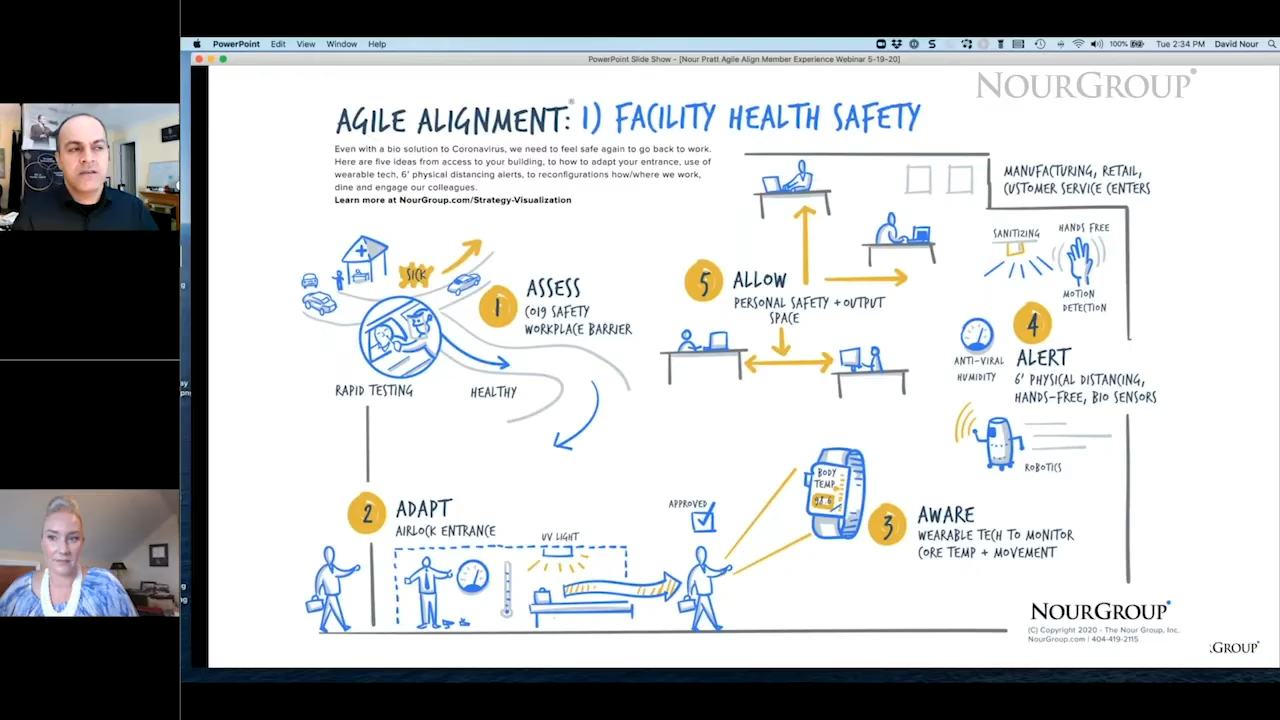 PowerPoint Edit View Window Help
100% Tue 2:34 PM David Nour
PowerPoint Slide Show - [Nour Pratt Agile Align Member Experience Webinar 5-19-20]
NOURGROUP®
AGILE ALIGNMENT:® 1) FACILITY HEALTH SAFETY
Even with a bio solution to Coronavirus, we need to feel safe again to go back to work.
Here are five ideas from access to your building, to how to adapt your entrance, use of
wearable tech, 6' physical distancing alerts, to reconfigurations how/where we work,
dine and engage our colleagues.
Learn more at NourGroup.com/Strategy-Visualization
MANUFACTURING, RETAIL,
CUSTOMER SERVICE CENTERS
SICK
1
ASSESS
C019 SAFETY
WORKPLACE BARRIER
RAPID TESTING
HEALTHY
5
ALLOW
PERSONAL SAFETY + OUTPUT
SPACE
SANITIZING
HANDS FREE
MOTION
DETECTION
4
ANTI-VIRAL
HUMIDITY
ALERT
6' PHYSICAL DISTANCING,
HANDS-FREE, BIO SENSORS
ROBOTICS
2
ADAPT
AIRLOCK ENTRANCE
UV LIGHT
APPROVED
BODY
TEMP
98.6
3
AWARE
WEARABLE TECH TO MONITOR
CORE TEMP + MOVEMENT
NOURGROUP
(C) Copyright 2020 - The Nour Group, Inc.
NourGroup.com | 404-419-2115
GROUP